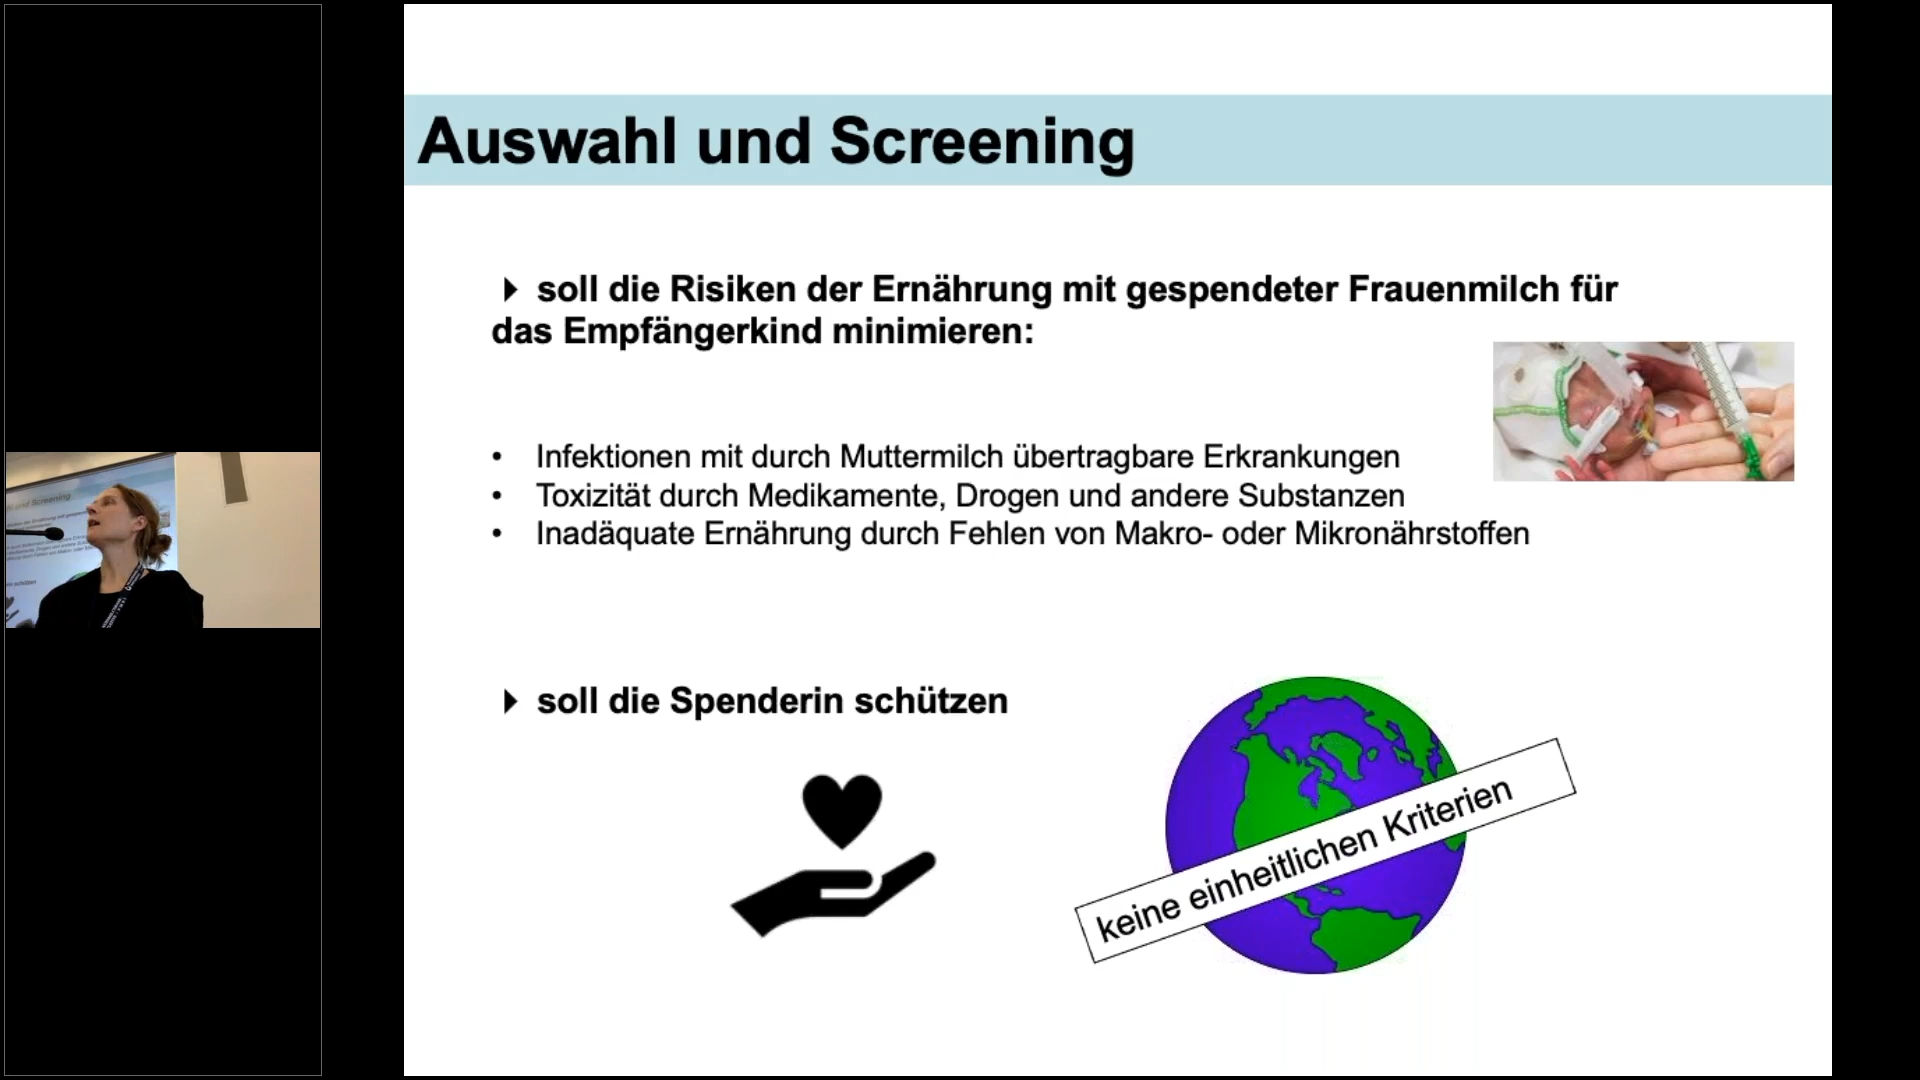 Auswahl und Screening
soll die Risiken der Ernährung mit gespendeter Frauenmilch für
das Empfängerkind minimieren:
• Infektionen mit durch Muttermilch übertragbare Erkrankungen
• Toxizität durch Medikamente, Drogen und andere Substanzen
• Inadäquate Ernährung durch Fehlen von Makro- oder Mikronährstoffen
soll die Spenderin schützen
keine einheitlichen Kriterien